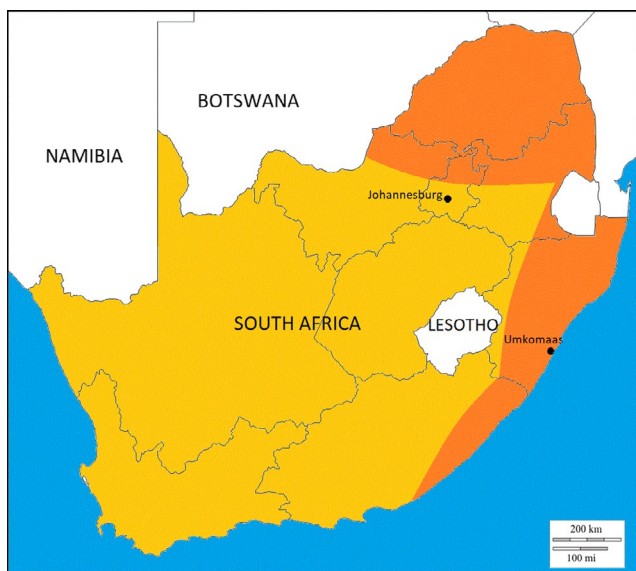 BOTSWANA
NAMIBIA
Johannesburg
SOUTH AFRICA
LESOTHO
Umkomaas
200 km
100 mi